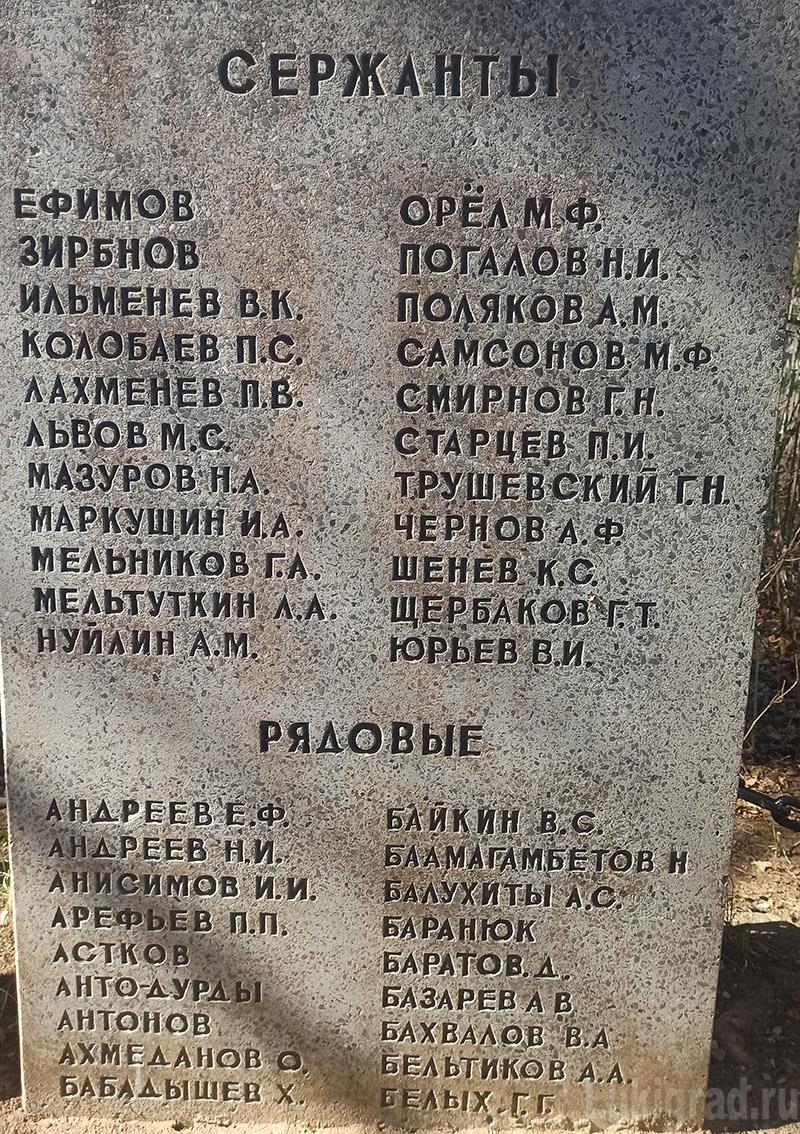 СЕРЖАНТЫ
ЕФИМОВ
ЗИРБНОВ
ИЛЬМЕНЕВ В.К.
КОЛОБАЕВ П.С.
ЛАХМЕНЕВ П.В.
ЛЬВОВ М.С.
МАЗУРОВ Н.А.
МАРКУШИН И.А.
МЕЛЬНИКОВ Г.А.
МЕЛЬТУТКИН Л.А.
НУЙЛИН А.М.
ОРЁЛ М.Ф.
ПОГАЛОВ Н.И.
ПОЛЯКОВ А.М.
САМСОНОВ М.Ф.
СМИРНОВ Г.Н.
СТАРЦЕВ П.И.
ТРУШЕВСКИЙ Г.Н.
ЧЕРНОВ А.Ф
ШЕНЕВ К.С.
ЩЕРБАКОВ Г.Т.
ЮРЬЕВ В.И.
РЯДОВЫЕ
АНДРЕЕВ Е.Ф.
АНДРЕЕВ Н.И.
АНИСИМОВ И.И.
АРЕФЬЕВ П.П.
АСТКОВ
АНТО-ДУРДЫ
АНТОНОВ
АХМЕДАНОВ О.
БАБАДЫШЕВ Х.
БАЙКИН В.С.
БААМАГАМБЕТОВ Н
БАЛУХИТЫ А.С.
БАРАНЮК
БАРАТОВ.Д.
БАЗАРЕВ А В
БАХВАЛОВ В.А
БЕЛЬТИКОВ А.А.
БЕЛЫХ Г.Г
Lukigrad.ru